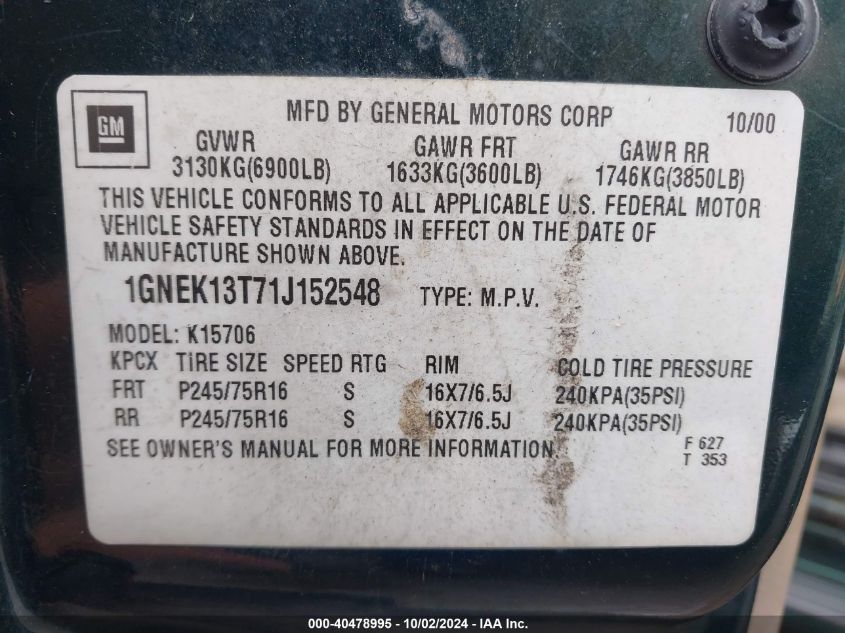 GM
MFD BY GENERAL MOTORS CORP 10/00
GVWR GAWR FRT GAWR RR
3130KG(6900LB) 1633KG(3600LB) 1746KG(3850LB)
THIS VEHICLE CONFORMS TO ALL APPLICABLE U.S. FEDERAL MOTOR
VEHICLE SAFETY STANDARDS IN EFFECT ON THE DATE OF
MANUFACTURE SHOWN ABOVE.
1GNEK13T71J152548 TYPE: M.P.V.
MODEL: K15706
KPCX TIRE SIZE SPEED RTG RIM COLD TIRE PRESSURE
FRT P245/75R16 S 16X7/6.5J 240KPA(35PSI)
RR P245/75R16 S 16X7/6.5J 240KPA(35PSI)
SEE OWNER'S MANUAL FOR MORE INFORMATION F 627
T 353
000-40478995 - 10/02/2024 - IAA Inc.